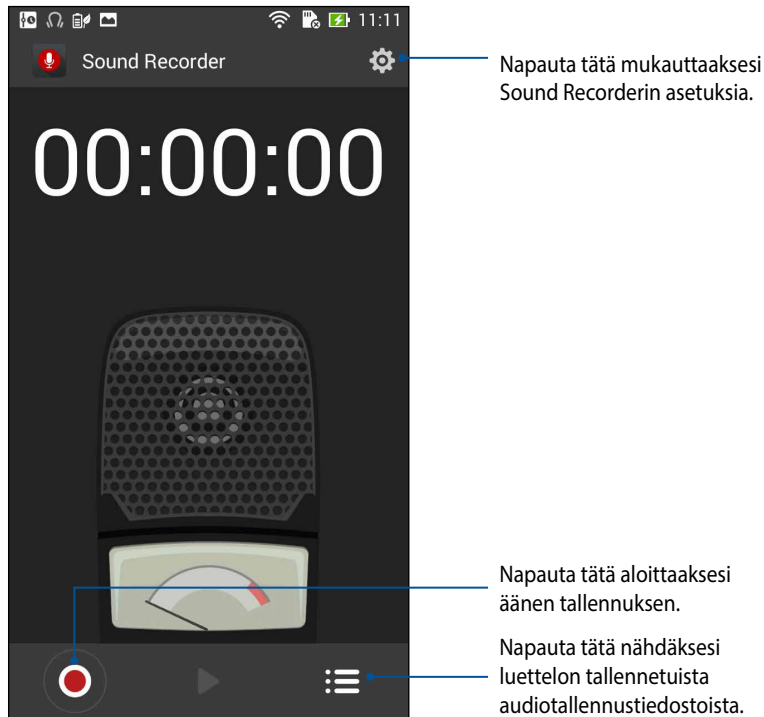 11:11
Sound Recorder
00:00:00
Napauta tätä mukauttaaksesi
Sound Recorderin asetuksia.
Napauta tätä aloittaaksesi
äänen tallennuksen.
Napauta tätä nähdäksesi
luettelon tallennetuista
audiotallennustiedostoista.